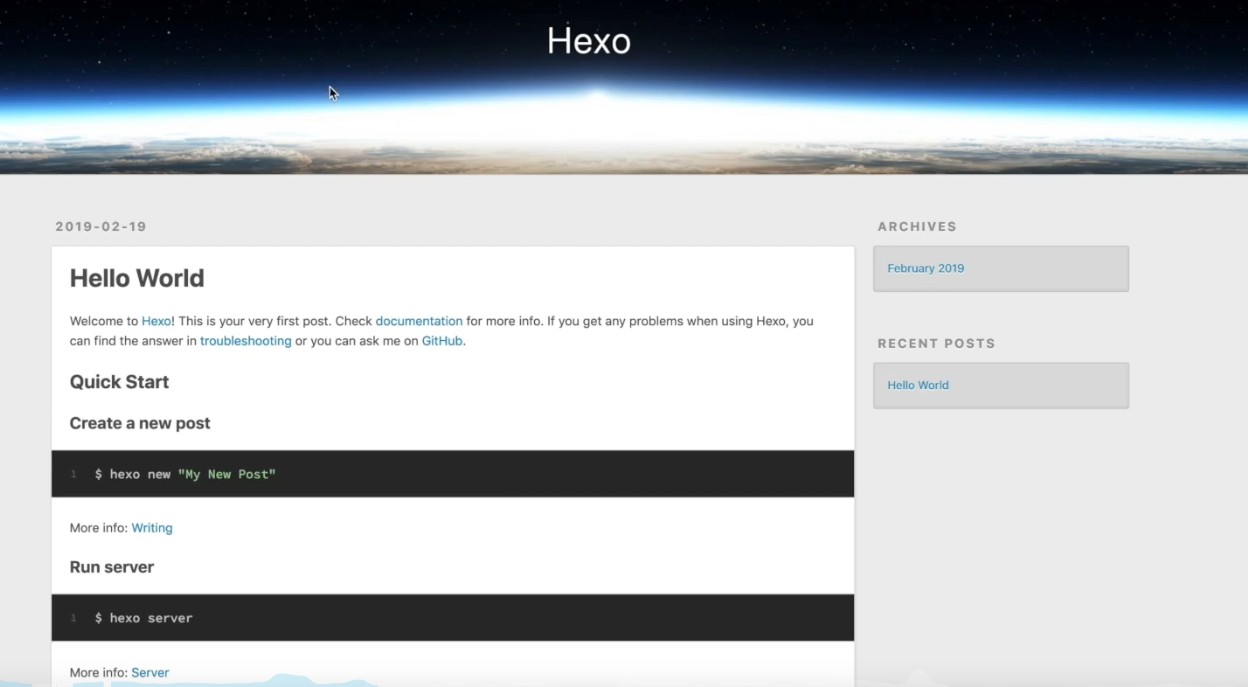 Hexo
2019-02-19
Hello World
Welcome to Hexo! This is your very first post. Check documentation for more info. If you get any problems when using Hexo, you
can find the answer in troubleshooting or you can ask me on GitHub.
Quick Start
Create a new post
1 $ hexo new "My New Post"
More info: Writing
Run server
1 $ hexo server
More info: Server
ARCHIVES
February 2019
RECENT POSTS
Hello World